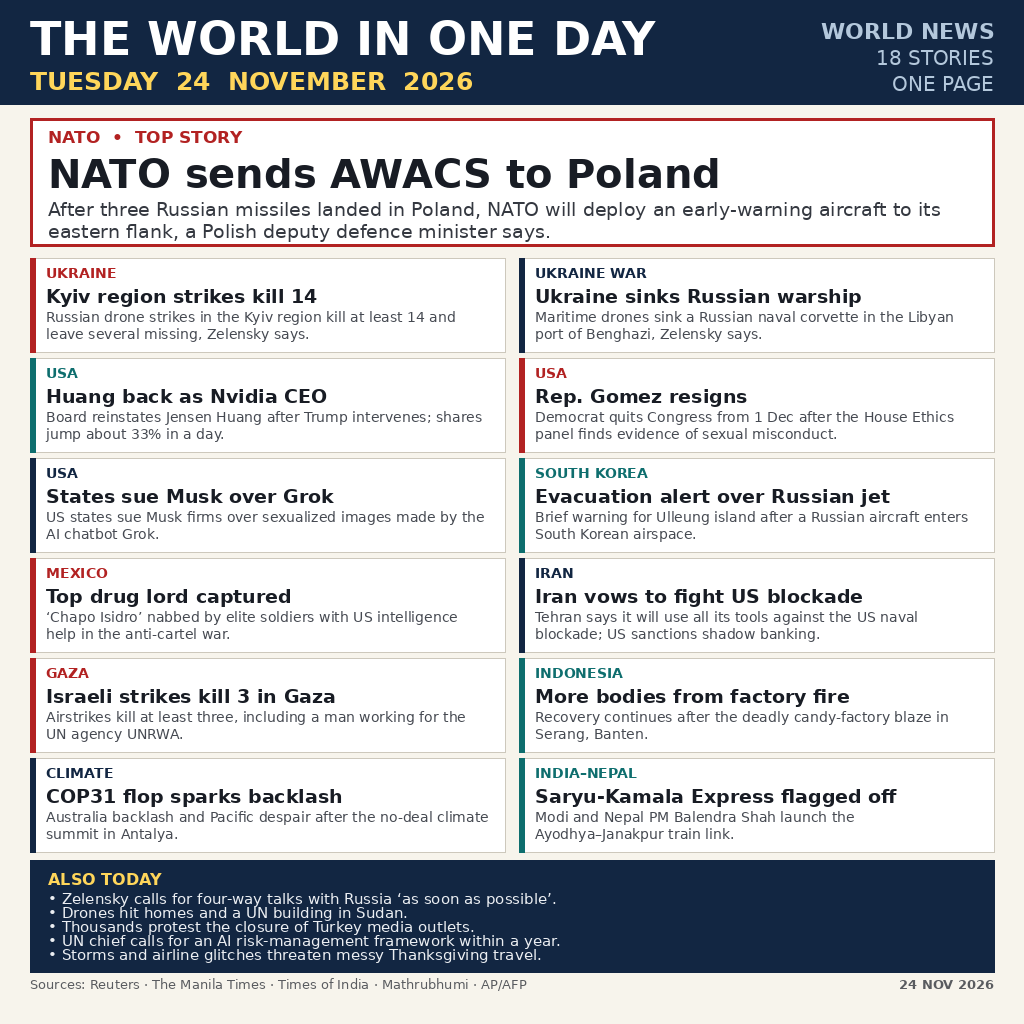 THE WORLD IN ONE DAY
TUESDAY 24 NOVEMBER 2026
WORLD NEWS
18 STORIES
ONE PAGE
NATO • TOP STORY
NATO sends AWACS to Poland
After three Russian missiles landed in Poland, NATO will deploy an early-warning aircraft to its
eastern flank, a Polish deputy defence minister says.
UKRAINE
Kyiv region strikes kill 14
Russian drone strikes in the Kyiv region kill at least 14 and
leave several missing, Zelensky says.
UKRAINE WAR
Ukraine sinks Russian warship
Maritime drones sink a Russian naval corvette in the Libyan
port of Benghazi, Zelensky says.
USA
Huang back as Nvidia CEO
Board reinstates Jensen Huang after Trump intervenes; shares
jump about 33% in a day.
USA
Rep. Gomez resigns
Democrat quits Congress from 1 Dec after the House Ethics
panel finds evidence of sexual misconduct.
USA
States sue Musk over Grok
US states sue Musk firms over sexualized images made by the
AI chatbot Grok.
SOUTH KOREA
Evacuation alert over Russian jet
Brief warning for Ulleung island after a Russian aircraft enters
South Korean airspace.
MEXICO
Top drug lord captured
‘Chapo Isidro’ nabbed by elite soldiers with US intelligence
help in the anti-cartel war.
IRAN
Iran vows to fight US blockade
Tehran says it will use all its tools against the US naval
blockade; US sanctions shadow banking.
GAZA
Israeli strikes kill 3 in Gaza
Airstrikes kill at least three, including a man working for the
UN agency UNRWA.
INDONESIA
More bodies from factory fire
Recovery continues after the deadly candy-factory blaze in
Serang, Banten.
CLIMATE
COP31 flop sparks backlash
Australia backlash and Pacific despair after the no-deal climate
summit in Antalya.
INDIA–NEPAL
Saryu-Kamala Express flagged off
Modi and Nepal PM Balendra Shah launch the
Ayodhya–Janakpur train link.
ALSO TODAY
• Zelensky calls for four-way talks with Russia ‘as soon as possible’.
• Drones hit homes and a UN building in Sudan.
• Thousands protest the closure of Turkey media outlets.
• UN chief calls for an AI risk-management framework within a year.
• Storms and airline glitches threaten messy Thanksgiving travel.
Sources: Reuters · The Manila Times · Times of India · Mathrubhumi · AP/AFP
24 NOV 2026